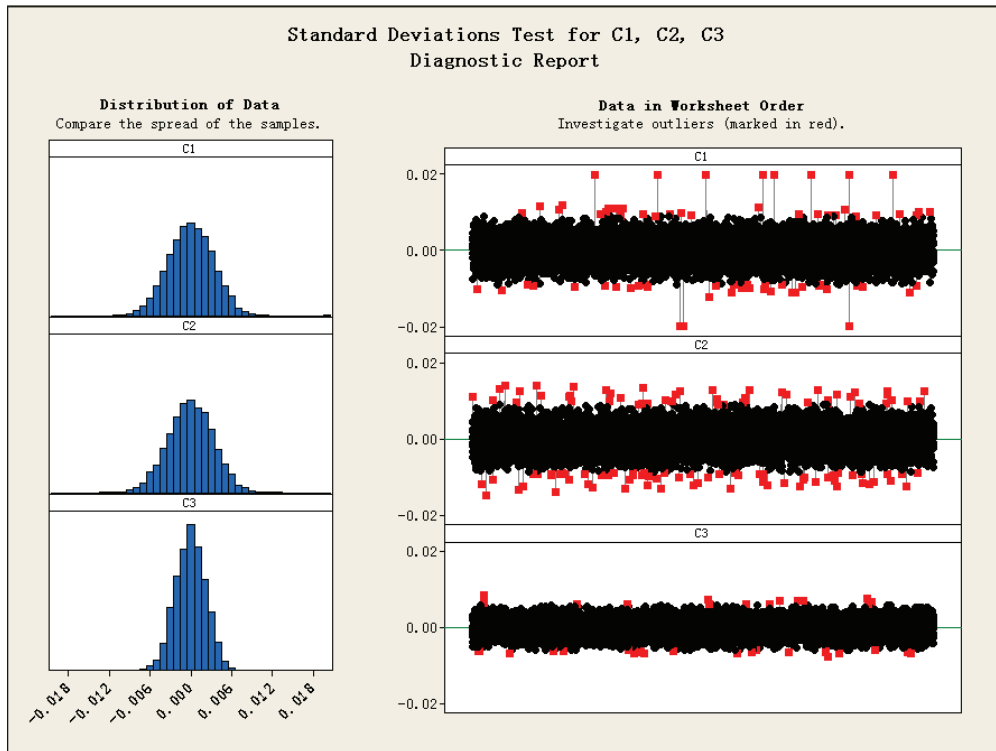 Standard Deviations Test for C1, C2, C3
Diagnostic Report
Distribution of Data
Compare the spread of the samples.
C1
C2
C3
-0.018
-0.012
-0.006
0.000
0.006
0.012
0.018
Data in Worksheet Order
Investigate outliers (marked in red).
C1
0.02
0.00
-0.02
C2
0.02
0.00
-0.02
C3
0.02
0.00
-0.02